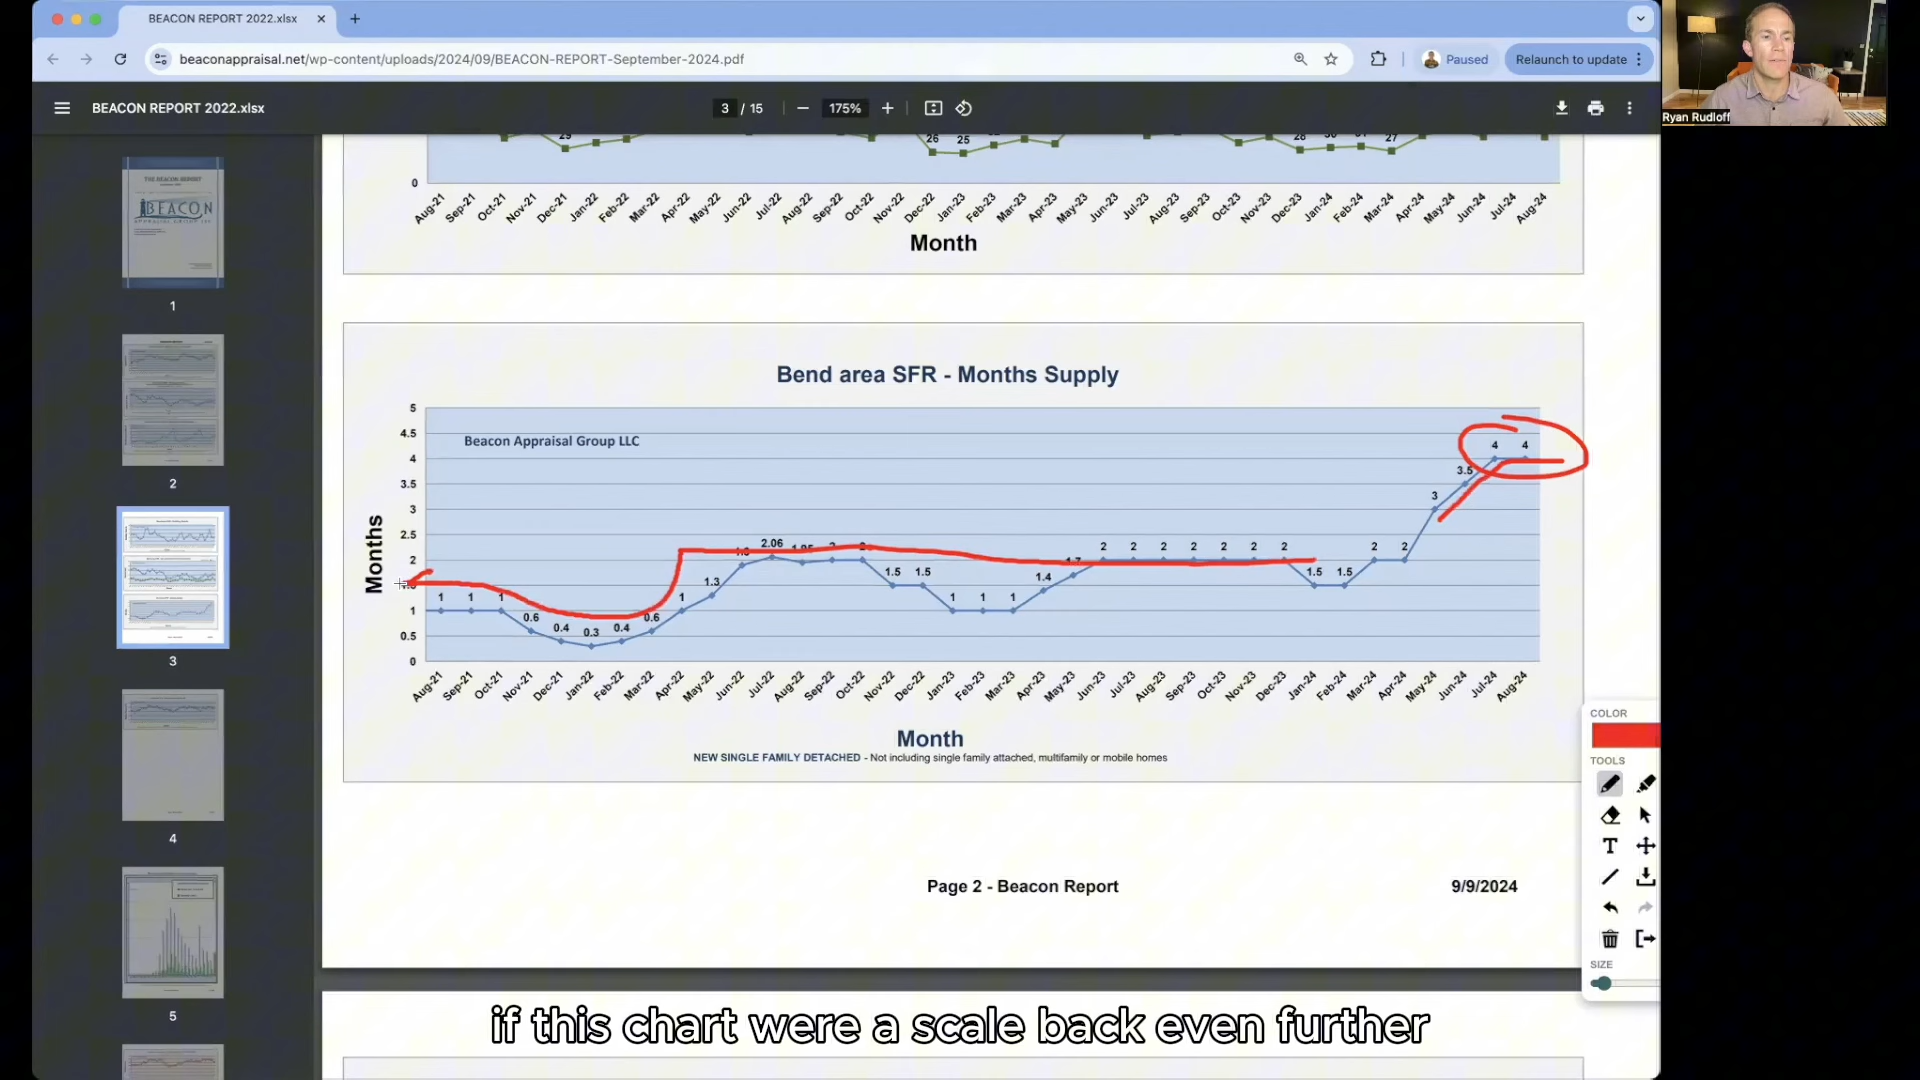 BEACON REPORT 2022.xlsx
beaconappraisal.net/wp-content/uploads/2024/09/BEACON-REPORT-September-2024.pdf
Paused
Relaunch to update
BEACON REPORT 2022.xlsx
3 / 15
175%
Ryan Rudloff
THE BEACON REPORT
BEACON
1
2
3
4
5
29
26 25
28
27
0
Aug-21 Sep-21 Oct-21 Nov-21 Dec-21 Jan-22 Feb-22 Mar-22 Apr-22 May-22 Jun-22 Jul-22 Aug-22 Sep-22 Oct-22 Nov-22 Dec-22 Jan-23 Feb-23 Mar-23 Apr-23 May-23 Jun-23 Jul-23 Aug-23 Sep-23 Oct-23 Nov-23 Dec-23 Jan-24 Feb-24 Mar-24 Apr-24 May-24 Jun-24 Jul-24 Aug-24
Month
Bend area SFR - Months Supply
Beacon Appraisal Group LLC
Months
5
4.5
4
3.5
3
2.5
2
1
0.5
0
1 1 1 0.6 0.4 0.3 0.4 0.6 1 1.3 2.06 1.5 1.5 1 1 1 1.4 1.7 2 2 2 2 2 2 2 1.5 1.5 2 2 3 3.5 4 4
Aug-21 Sep-21 Oct-21 Nov-21 Dec-21 Jan-22 Feb-22 Mar-22 Apr-22 May-22 Jun-22 Jul-22 Aug-22 Sep-22 Oct-22 Nov-22 Dec-22 Jan-23 Feb-23 Mar-23 Apr-23 May-23 Jun-23 Jul-23 Aug-23 Sep-23 Oct-23 Nov-23 Dec-23 Jan-24 Feb-24 Mar-24 Apr-24 May-24 Jun-24 Jul-24 Aug-24
Month
NEW SINGLE FAMILY DETACHED - Not including single family attached, multifamily or mobile homes
Page 2 - Beacon Report
9/9/2024
COLOR
TOOLS
T
SIZE
if this chart were a scale back even further